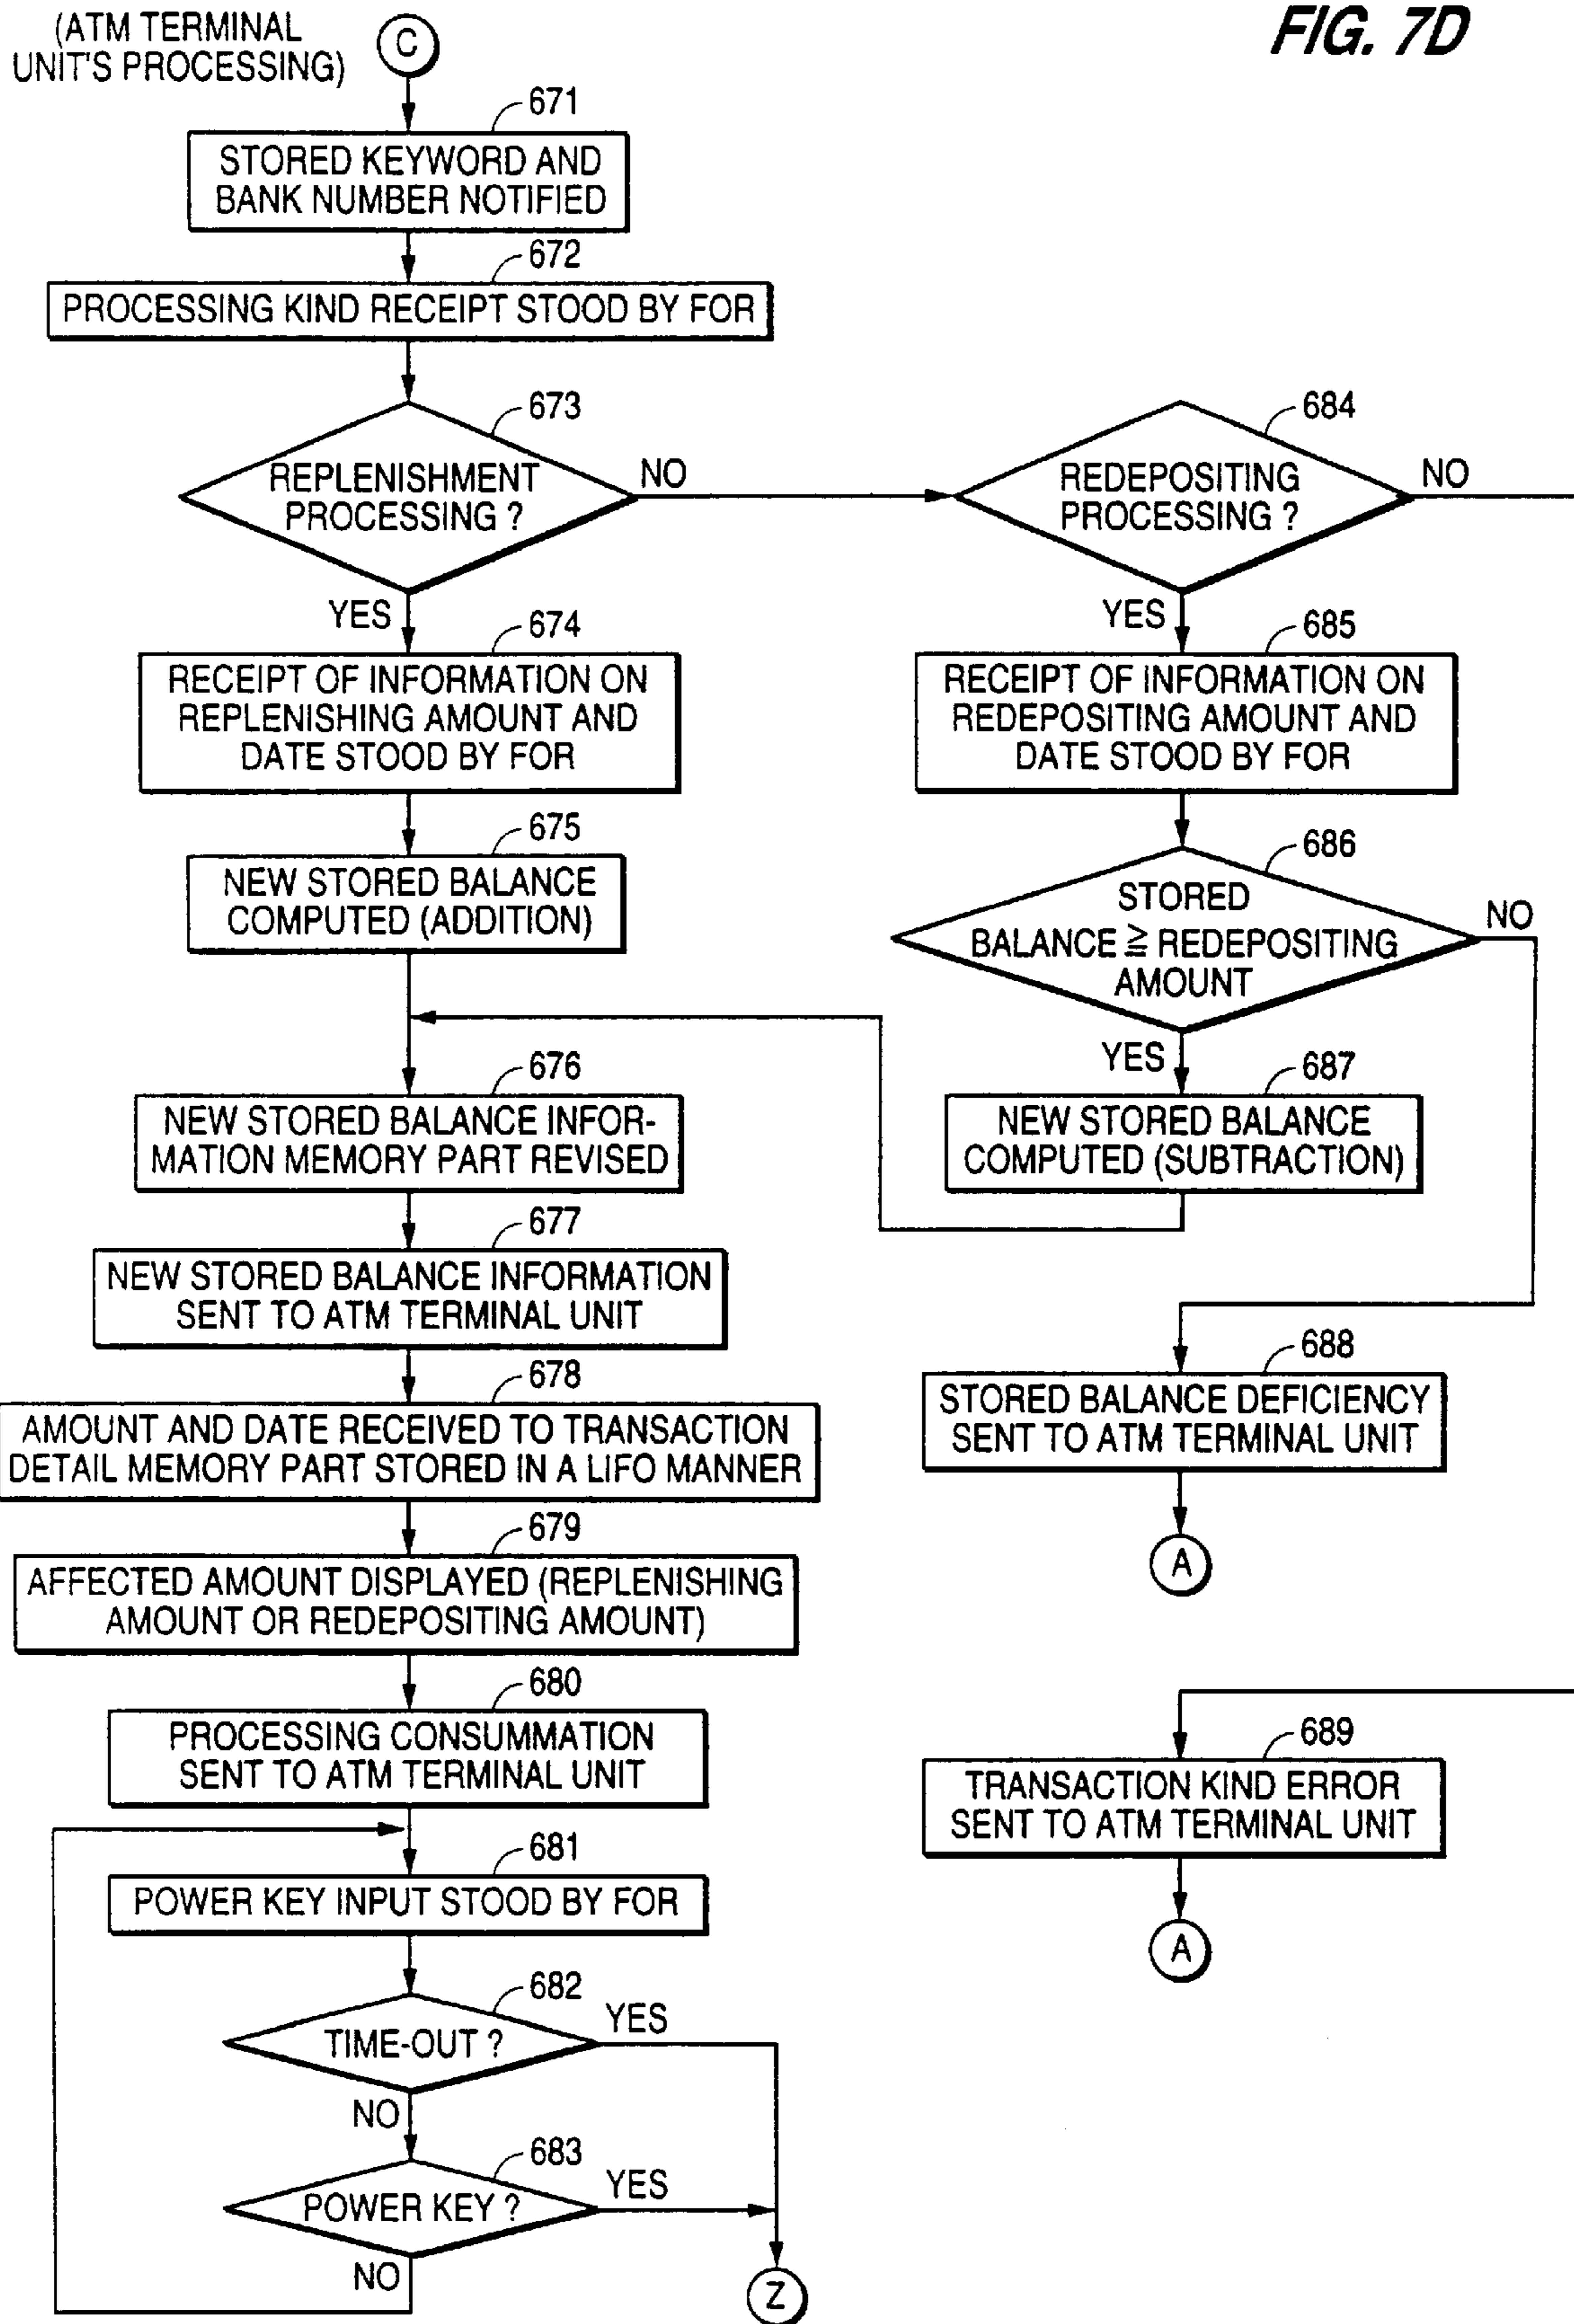 (ATM TERMINAL
UNIT'S PROCESSING)
C
FIG. 7D
671
STORED KEYWORD AND
BANK NUMBER NOTIFIED
672
PROCESSING KIND RECEIPT STOOD BY FOR
673
REPLENISHMENT
PROCESSING ?
NO
YES
684
REDEPOSITING
PROCESSING ?
NO
YES
674
RECEIPT OF INFORMATION ON
REPLENISHING AMOUNT AND
DATE STOOD BY FOR
685
RECEIPT OF INFORMATION ON
REDEPOSITING AMOUNT AND
DATE STOOD BY FOR
675
NEW STORED BALANCE
COMPUTED (ADDITION)
686
STORED
BALANCE ≧ REDEPOSITING
AMOUNT
NO
YES
676
NEW STORED BALANCE INFOR-
MATION MEMORY PART REVISED
687
NEW STORED BALANCE
COMPUTED (SUBTRACTION)
677
NEW STORED BALANCE INFORMATION
SENT TO ATM TERMINAL UNIT
678
AMOUNT AND DATE RECEIVED TO TRANSACTION
DETAIL MEMORY PART STORED IN A LIFO MANNER
688
STORED BALANCE DEFICIENCY
SENT TO ATM TERMINAL UNIT
A
679
AFFECTED AMOUNT DISPLAYED (REPLENISHING
AMOUNT OR REDEPOSITING AMOUNT)
680
PROCESSING CONSUMMATION
SENT TO ATM TERMINAL UNIT
689
TRANSACTION KIND ERROR
SENT TO ATM TERMINAL UNIT
A
681
POWER KEY INPUT STOOD BY FOR
682
TIME-OUT ?
YES
NO
683
POWER KEY ?
YES
NO
Z